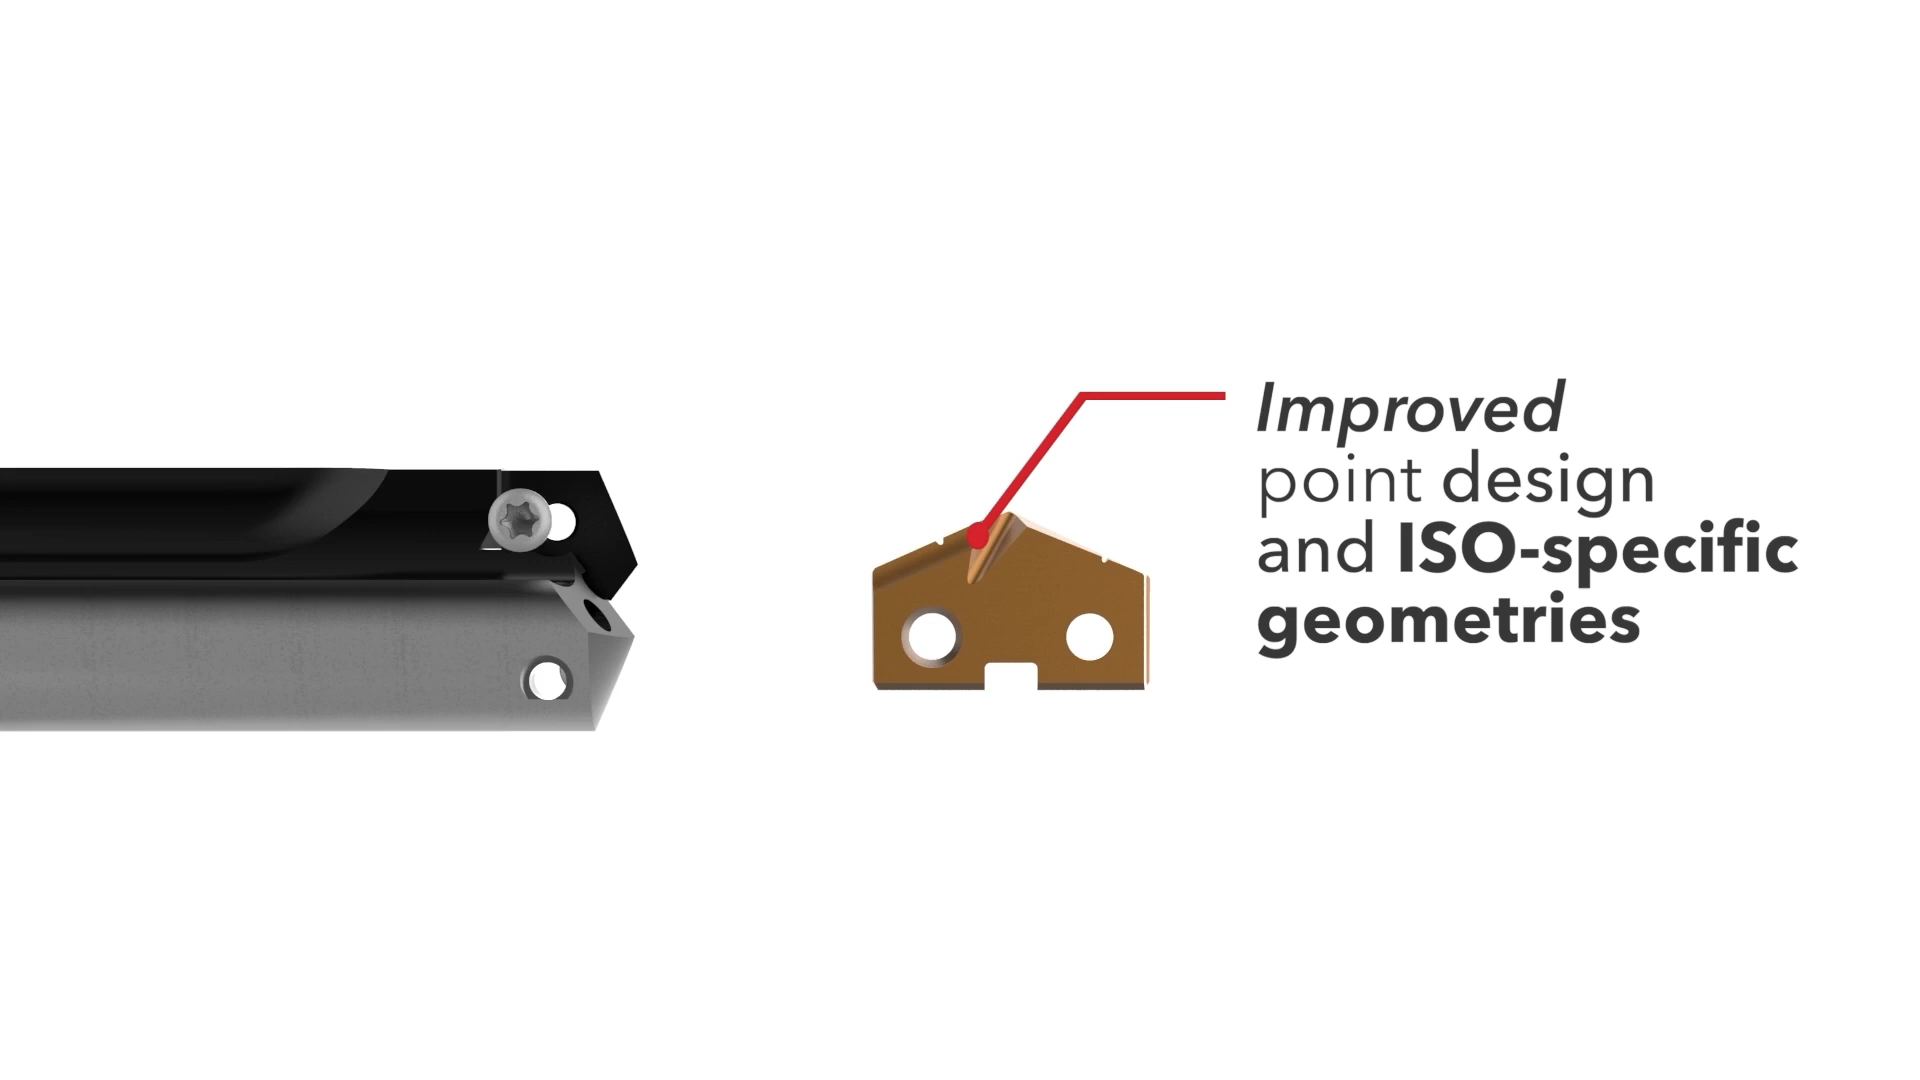 Improved
point design
and ISO-specific
geometries